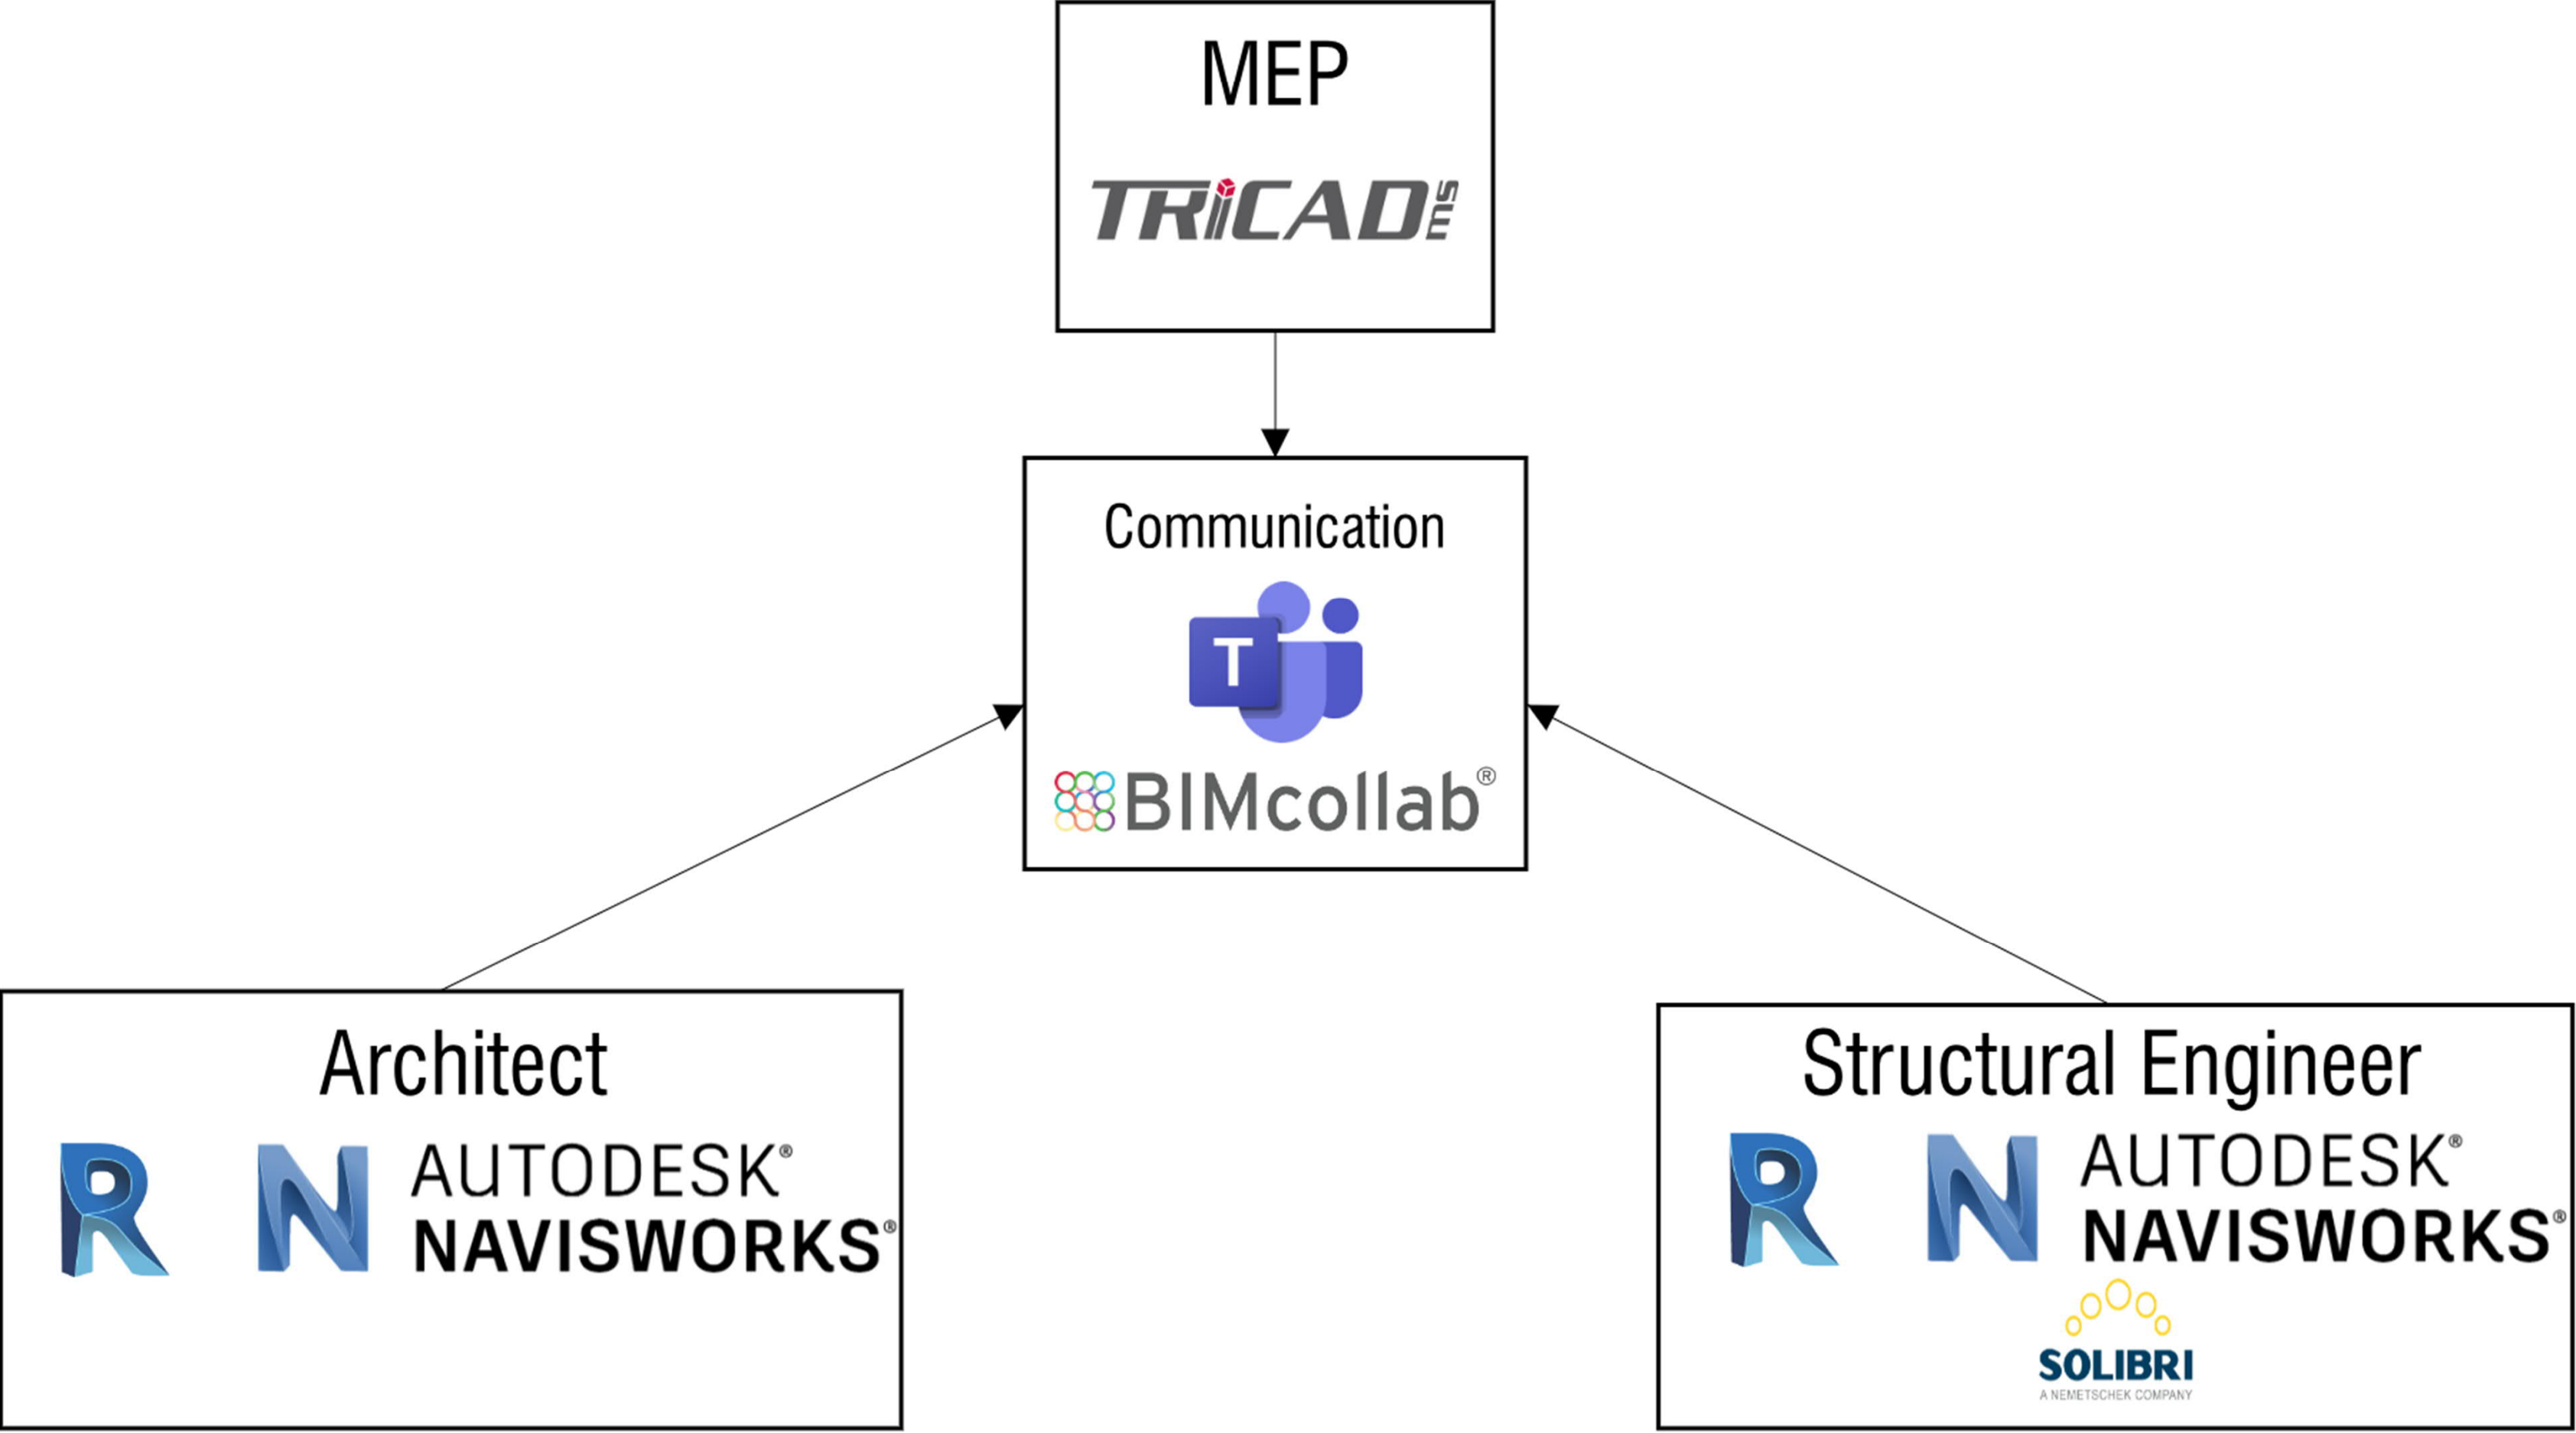 MEP
TRiCAD ms
Communication
T
BIMcollab®
Architect
R N AUTODESK®
NAVISWORKS®
Structural Engineer
R N AUTODESK®
NAVISWORKS®
SOLIBRI
A NEMETSCHEK COMPANY